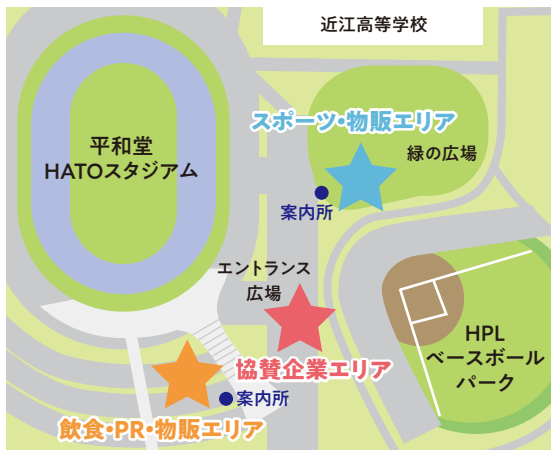 近江高等学校
スポーツ・物販エリア
平和堂
HATOスタジアム
緑の広場
案内所
エントランス
広場
HPL
ベースボール
パーク
協賛企業エリア
案内所
飲食・PR・物販エリア